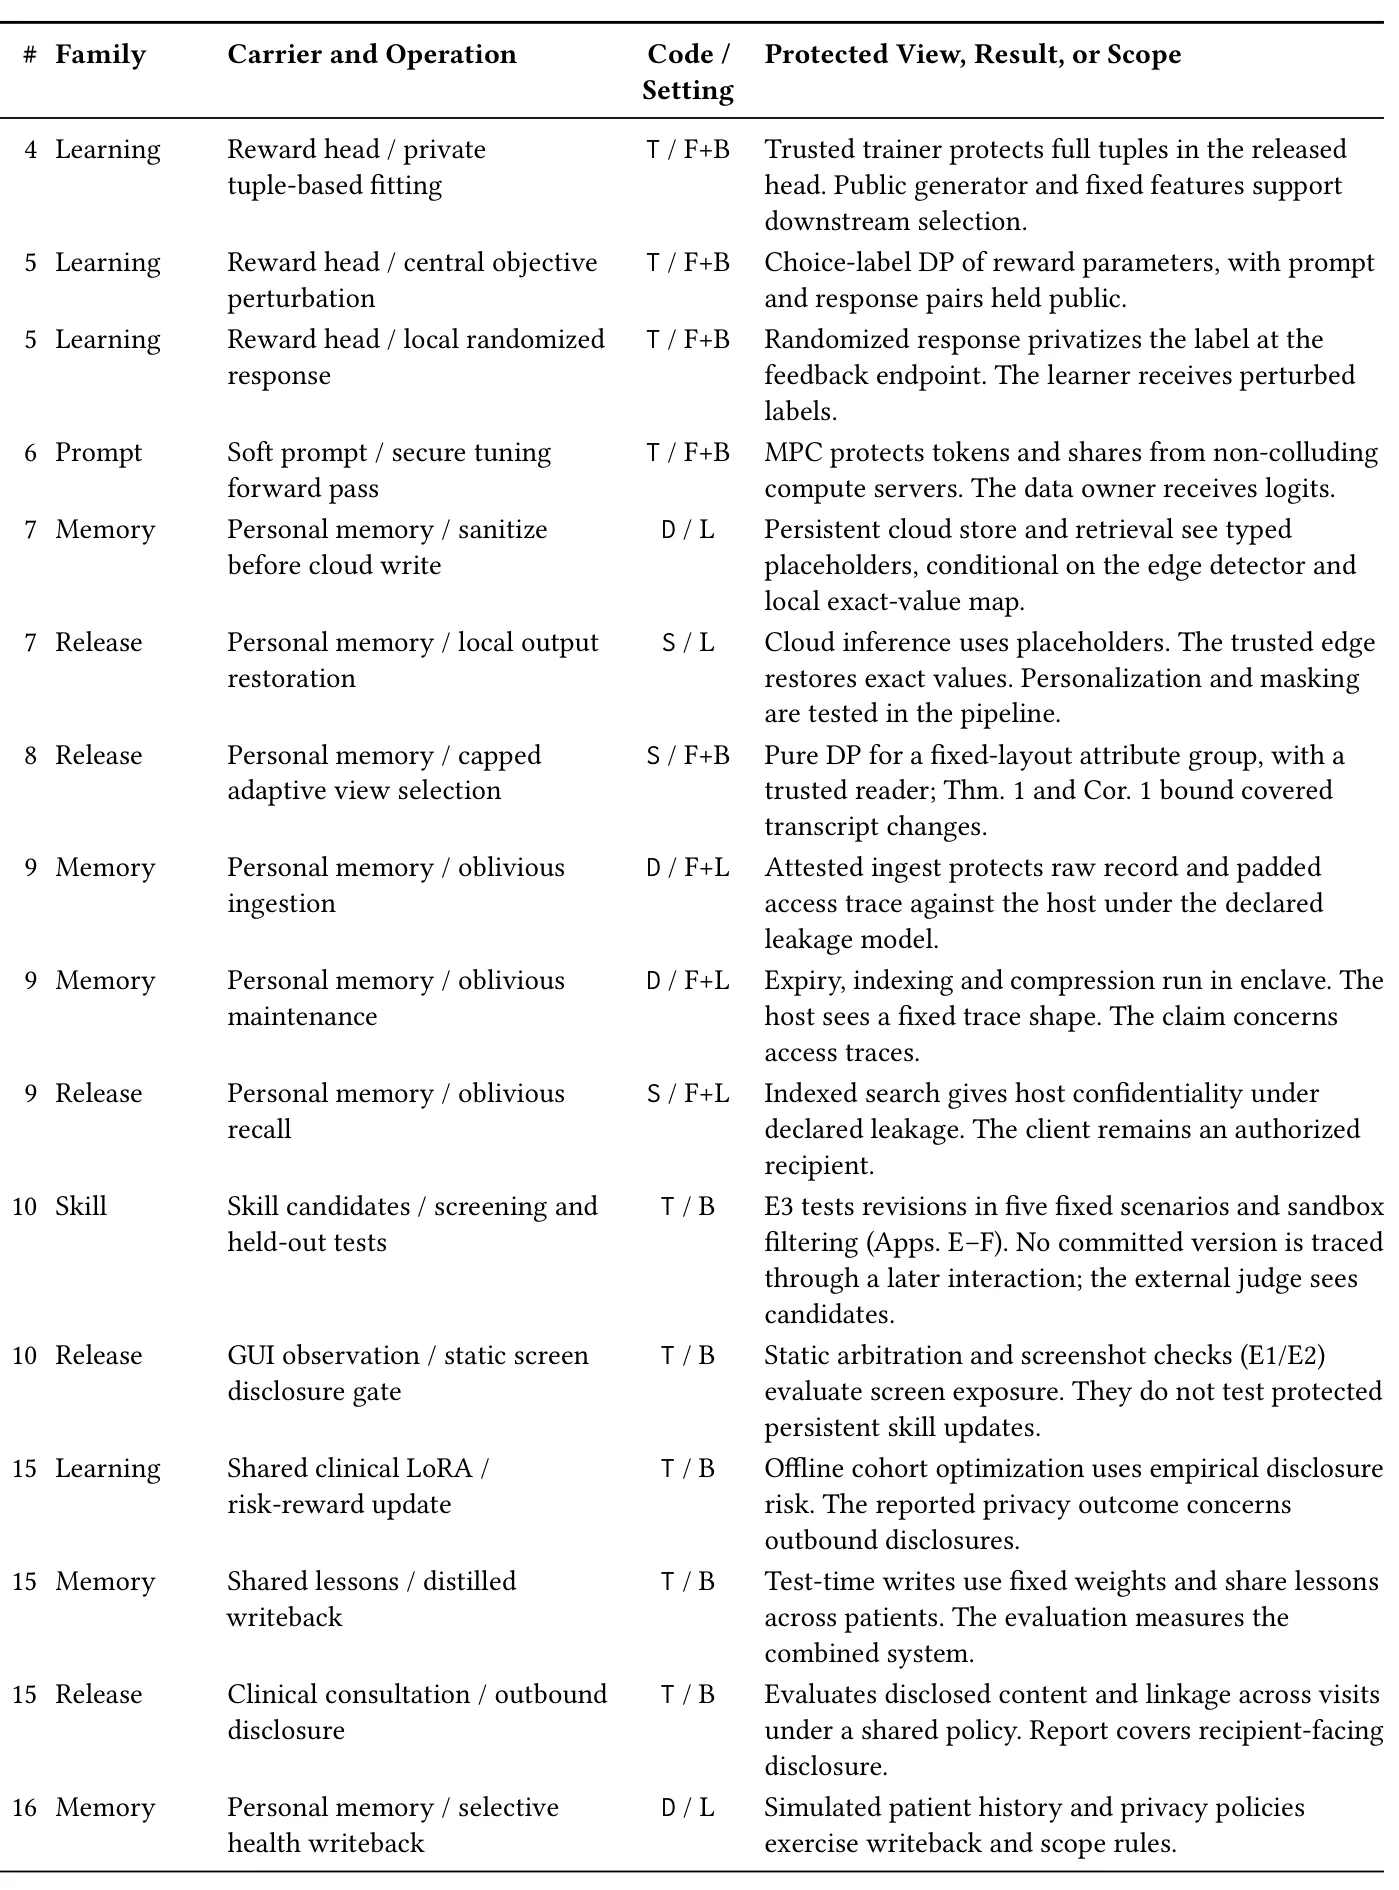 # Family Carrier and Operation Code / Protected View, Result, or Scope
Setting
4 Learning Reward head / private T / F+B Trusted trainer protects full tuples in the released
tuple-based fitting head. Public generator and fixed features support
downstream selection.
5 Learning Reward head / central objective T / F+B Choice-label DP of reward parameters, with prompt
perturbation and response pairs held public.
5 Learning Reward head / local randomized T / F+B Randomized response privatizes the label at the
response feedback endpoint. The learner receives perturbed
labels.
6 Prompt Soft prompt / secure tuning T / F+B MPC protects tokens and shares from non-colluding
forward pass compute servers. The data owner receives logits.
7 Memory Personal memory / sanitize D / L Persistent cloud store and retrieval see typed
before cloud write placeholders, conditional on the edge detector and
local exact-value map.
7 Release Personal memory / local output S / L Cloud inference uses placeholders. The trusted edge
restoration restores exact values. Personalization and masking
are tested in the pipeline.
8 Release Personal memory / capped S / F+B Pure DP for a fixed-layout attribute group, with a
adaptive view selection trusted reader; Thm. 1 and Cor. 1 bound covered
transcript changes.
9 Memory Personal memory / oblivious D / F+L Attested ingest protects raw record and padded
ingestion access trace against the host under the declared
leakage model.
9 Memory Personal memory / oblivious D / F+L Expiry, indexing and compression run in enclave. The
maintenance host sees a fixed trace shape. The claim concerns
access traces.
9 Release Personal memory / oblivious S / F+L Indexed search gives host confidentiality under
recall declared leakage. The client remains an authorized
recipient.
10 Skill Skill candidates / screening and T / B E3 tests revisions in five fixed scenarios and sandbox
held-out tests filtering (Apps. E–F). No committed version is traced
through a later interaction; the external judge sees
candidates.
10 Release GUI observation / static screen T / B Static arbitration and screenshot checks (E1/E2)
disclosure gate evaluate screen exposure. They do not test protected
persistent skill updates.
15 Learning Shared clinical LoRA / T / B Offline cohort optimization uses empirical disclosure
risk-reward update risk. The reported privacy outcome concerns
outbound disclosures.
15 Memory Shared lessons / distilled T / B Test-time writes use fixed weights and share lessons
writeback across patients. The evaluation measures the
combined system.
15 Release Clinical consultation / outbound T / B Evaluates disclosed content and linkage across visits
disclosure under a shared policy. Report covers recipient-facing
disclosure.
16 Memory Personal memory / selective D / L Simulated patient history and privacy policies
health writeback exercise writeback and scope rules.